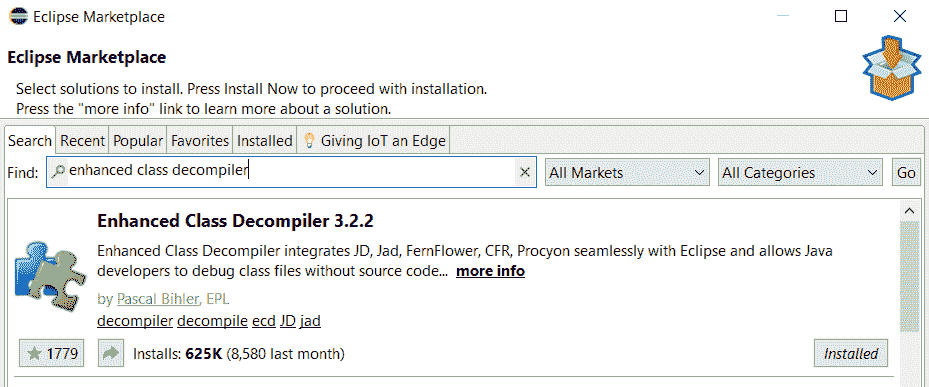 Eclipse Marketplace
Eclipse Marketplace
Select solutions to install. Press Install Now to proceed with installation.
Press the "more info" link to learn more about a solution.
Search Recent Popular Favorites Installed Giving IoT an Edge
Find: enhanced class decompiler All Markets All Categories Go
Enhanced Class Decompiler 3.2.2
Enhanced Class Decompiler integrates JD, Jad, FernFlower, CFR, Procyon seamlessly with Eclipse and allows Java
developers to debug class files without source code... more info
by Pascal Bihler, EPL
decompiler decompile ecd JD jad
1779 Installs: 625K (8,580 last month) Installed